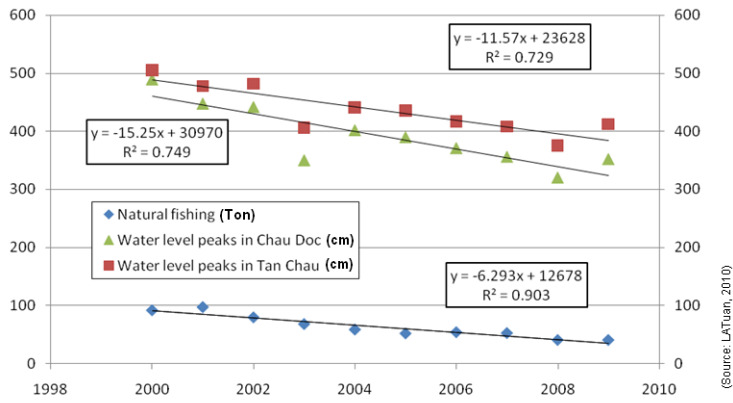 600
500
400
300
200
100
0
600
500
400
300
200
100
0
1998
2000
2002
2004
2006
2008
2010
y = -11.57x + 23628
R² = 0.729
y = -15.25x + 30970
R² = 0.749
Natural fishing (Ton)
Water level peaks in Chau Doc (cm)
Water level peaks in Tan Chau (cm)
y = -6.293x + 12678
R² = 0.903
(Source: LATuan, 2010)